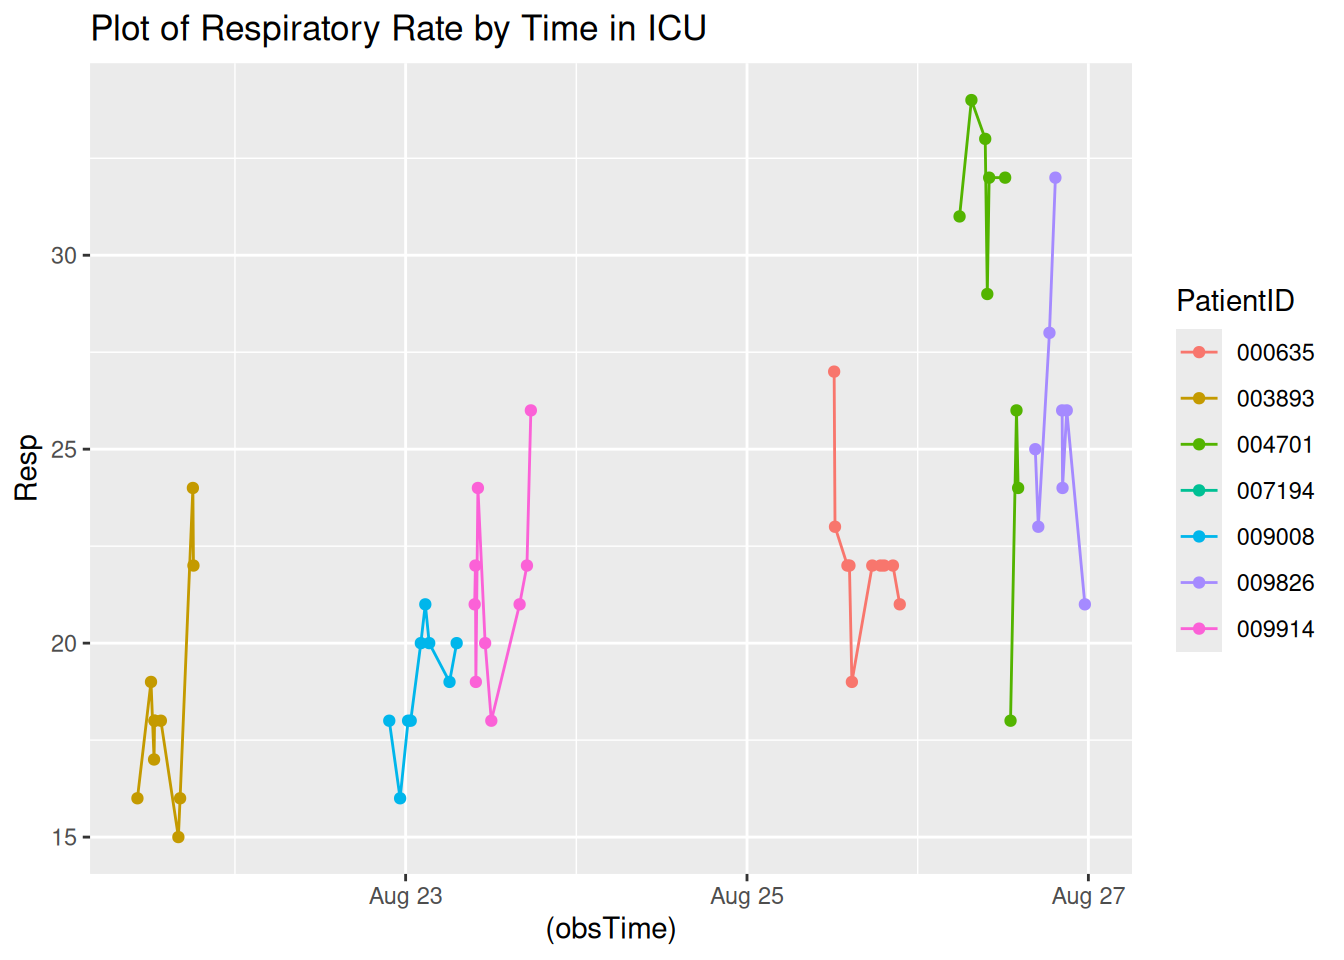 Plot of Respiratory Rate by Time in ICU
Resp
30
25
20
15
Aug 23
Aug 25
Aug 27
(obsTime)
PatientID
000635
003893
004701
007194
009008
009826
009914